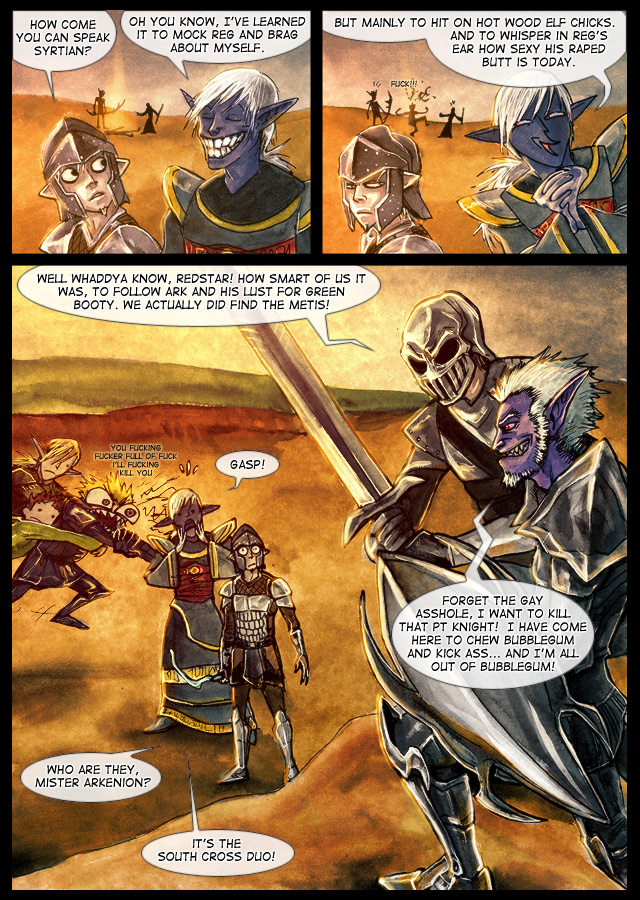 HOW COME
YOU CAN SPEAK
SYRTIAN?
OH YOU KNOW, I'VE LEARNED
IT TO MOCK REG AND BRAG
ABOUT MYSELF.
BUT MAINLY TO HIT ON HOT WOOD ELF CHICKS.
AND TO WHISPER IN REG'S
EAR HOW SEXY HIS RAPED
BUTT IS TODAY.
FUCK!!!
WELL WHADDYA KNOW, REDSTAR! HOW SMART OF US IT
WAS, TO FOLLOW ARK AND HIS LUST FOR GREEN
BOOTY. WE ACTUALLY DID FIND THE METIS!
YOU FUCKING
FUCKER FULL OF FUCK
I'LL FUCKING
KILL YOU
GASP!
FORGET THE GAY
ASSHOLE, I WANT TO KILL
THAT PT KNIGHT! I HAVE COME
HERE TO CHEW BUBBLEGUM
AND KICK ASS... AND I'M ALL
OUT OF BUBBLEGUM!
WHO ARE THEY,
MISTER ARKENION?
IT'S THE
SOUTH CROSS DUO!